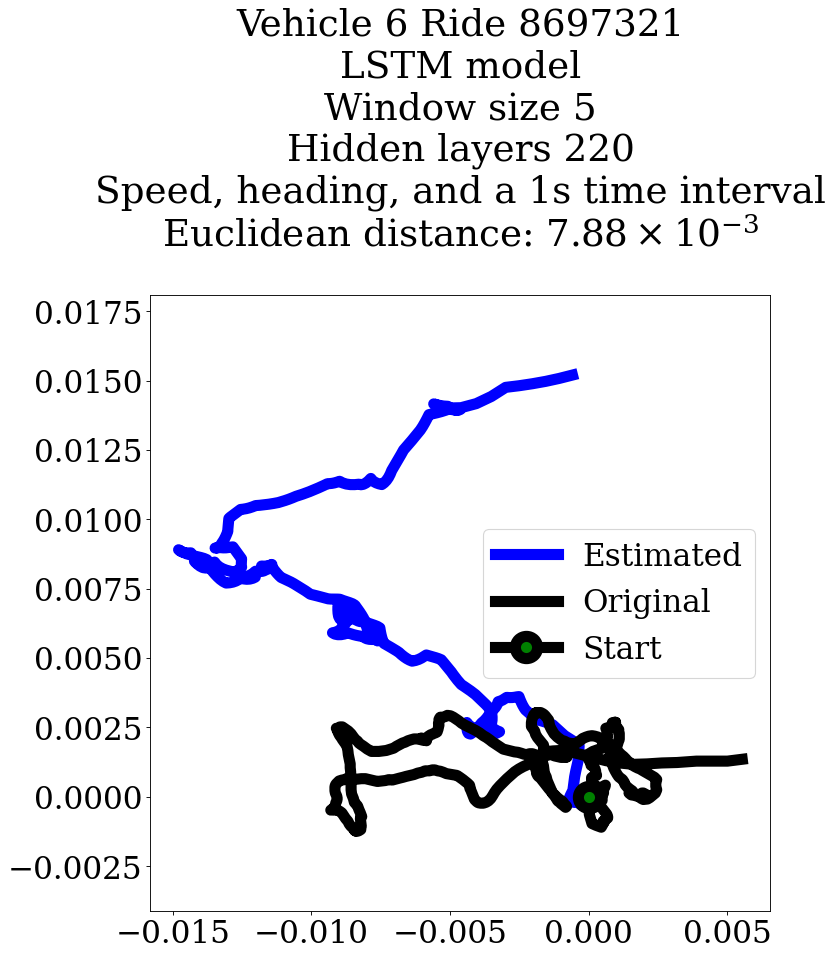 Vehicle 6 Ride 8697321
LSTM model
Window size 5
Hidden layers 220
Speed, heading, and a 1s time interval
Euclidean distance: 7.88 × 10⁻³
0.0175
0.0150
0.0125
0.0100
0.0075
0.0050
0.0025
0.0000
−0.0025
Estimated
Original
Start
−0.015 −0.010 −0.005 0.000 0.005